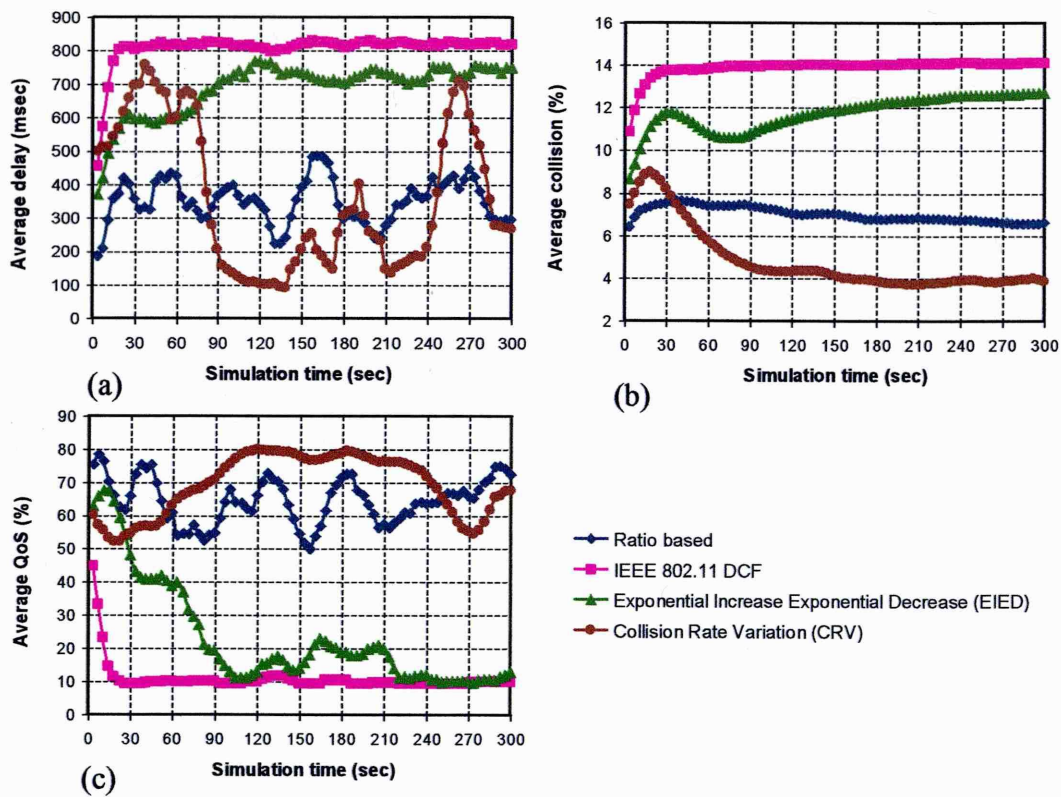 Average delay (msec)
900
800
700
600
500
400
300
200
100
0
0 30 60 90 120 150 180 210 240 270 300
Simulation time (sec)
(a)
Average collision (%)
16
14
12
10
8
6
4
2
0 30 60 90 120 150 180 210 240 270 300
Simulation time (sec)
(b)
Average QoS (%)
90
80
70
60
50
40
30
20
10
0
0 30 60 90 120 150 180 210 240 270 300
Simulation time (sec)
(c)
Ratio based
IEEE 802.11 DCF
Exponential Increase Exponential Decrease (EIED)
Collision Rate Variation (CRV)